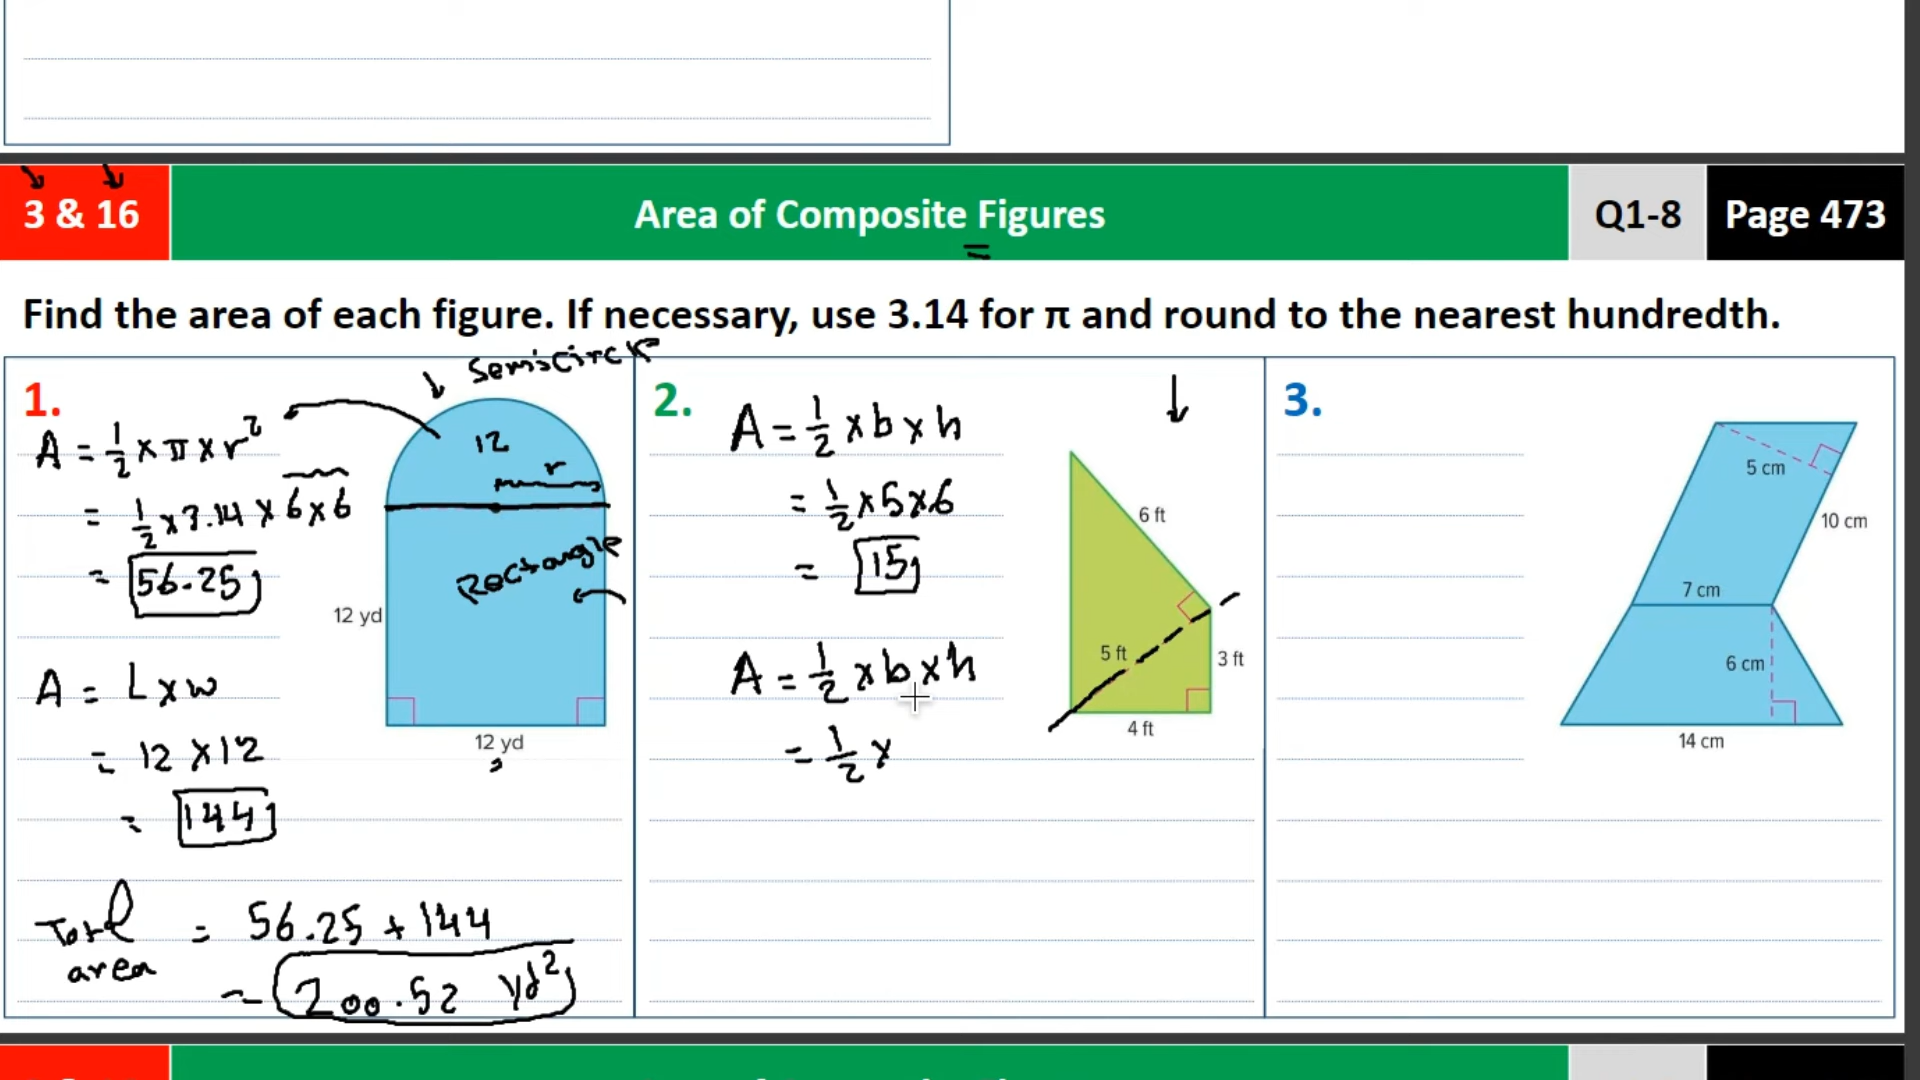 3 & 16
Area of Composite Figures
Q1-8
Page 473
Find the area of each figure. If necessary, use 3.14 for π and round to the nearest hundredth.
1.
Semicircle
A = 1/2 × π × r²
= 1/2 × 3.14 × 6 × 6
= 56.25
12
r
Rectangle
12 yd
12 yd
A = L × w
= 12 × 12
= 144
Total area = 56.25 + 144
= 200.52 yd²
2.
A = 1/2 × b × h
= 1/2 × 5 × 6
= 15
A = 1/2 × b × h
= 1/2 ×
6 ft
5 ft
3 ft
4 ft
3.
5 cm
10 cm
7 cm
6 cm
14 cm